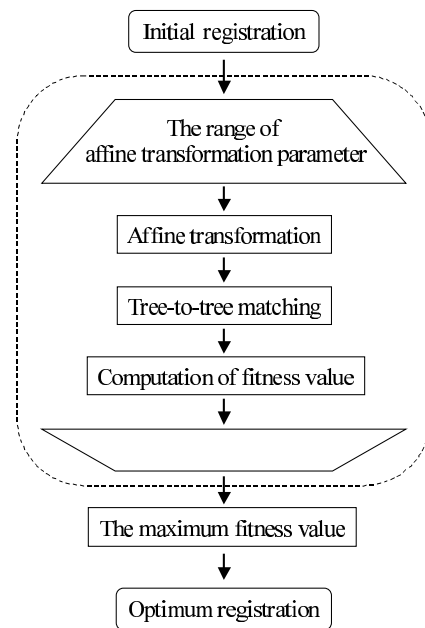 Initial registration
The range of
affine transformation parameter
Affine transformation
Tree-to-tree matching
Computation of fitness value
The maximum fitness value
Optimum registration